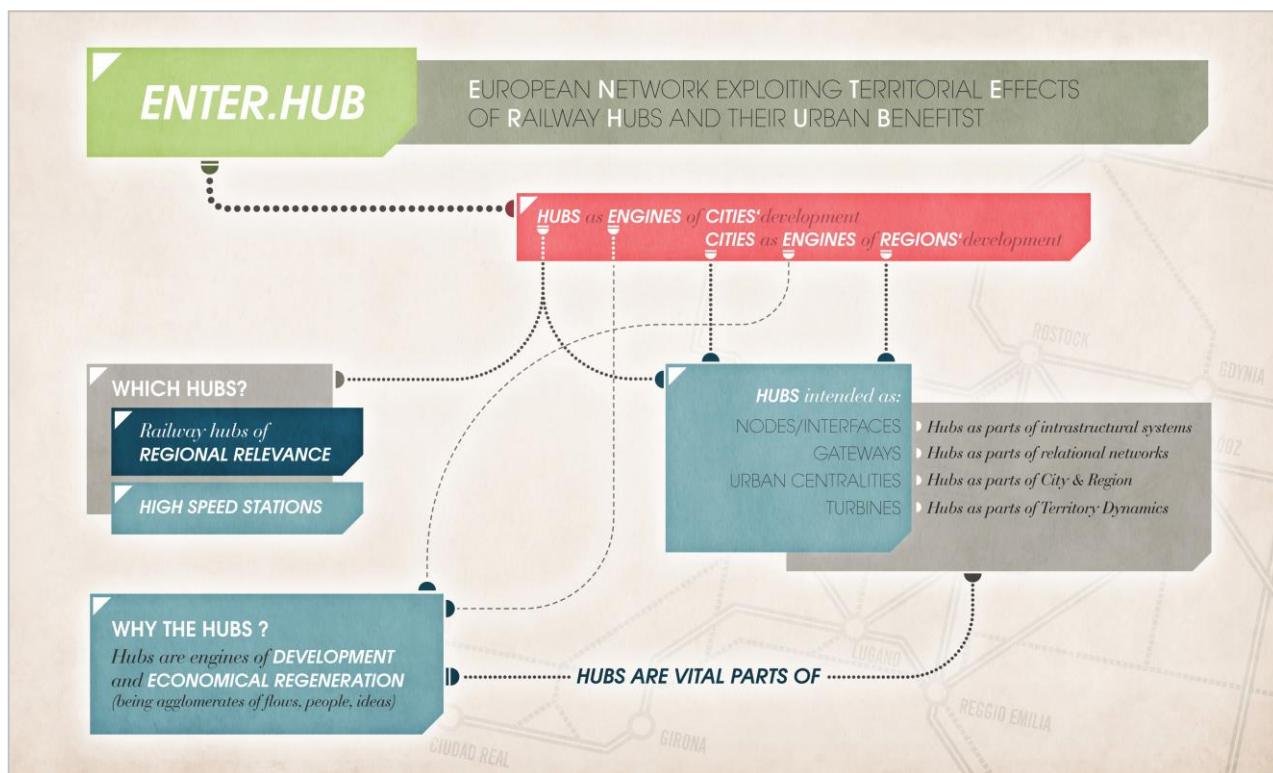 ENTER.HUB
EUROPEAN NETWORK EXPLOITING TERRITORIAL EFFECTS
OF RAILWAY HUBS AND THEIR URBAN BENEFITST
HUBS as ENGINES of CITIES' development
CITIES as ENGINES of REGIONS' development
WHICH HUBS?
Railway hubs of
REGIONAL RELEVANCE
HIGH SPEED STATIONS
HUBS intended as:
NODES/INTERFACES Hubs as parts of intrastructural systems
GATEWAYS Hubs as parts of relational networks
URBAN CENTRALITIES Hubs as parts of City & Region
TURBINES Hubs as parts of Territory Dynamics
WHY THE HUBS ?
Hubs are engines of DEVELOPMENT
and ECONOMICAL REGENERATION
(being agglomerates of flows, people, ideas)
HUBS ARE VITAL PARTS OF
ROSTOCK
GDYNIA
LUGANO
REGGIO EMILIA
GIRONA
CIUDAD REAL